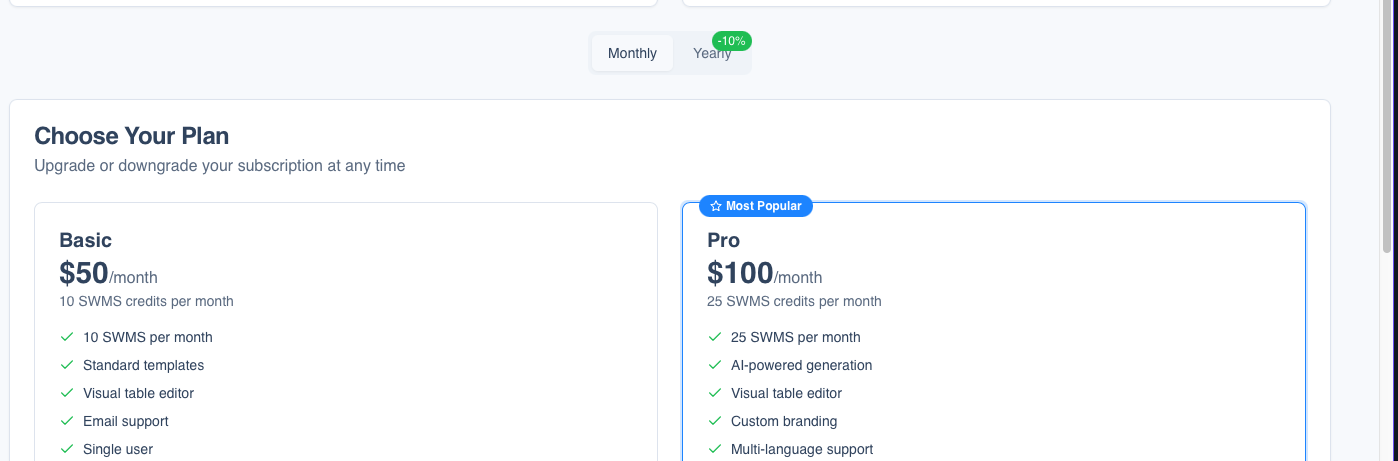 -10%
Monthly
Yearly
Choose Your Plan
Upgrade or downgrade your subscription at any time
Basic
$50/month
10 SWMS credits per month
10 SWMS per month
Standard templates
Visual table editor
Email support
Single user
Most Popular
Pro
$100/month
25 SWMS credits per month
25 SWMS per month
AI-powered generation
Visual table editor
Custom branding
Multi-language support